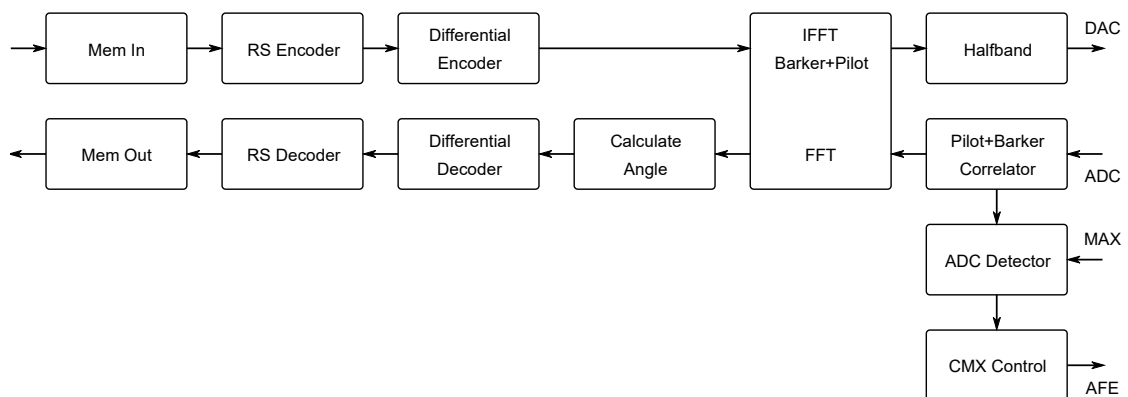 Mem In
RS Encoder
Differential
Encoder
IFFT
Barker+Pilot
Halfband
DAC
Mem Out
RS Decoder
Differential
Decoder
Calculate
Angle
FFT
Pilot+Barker
Correlator
ADC
ADC Detector
MAX
CMX Control
AFE